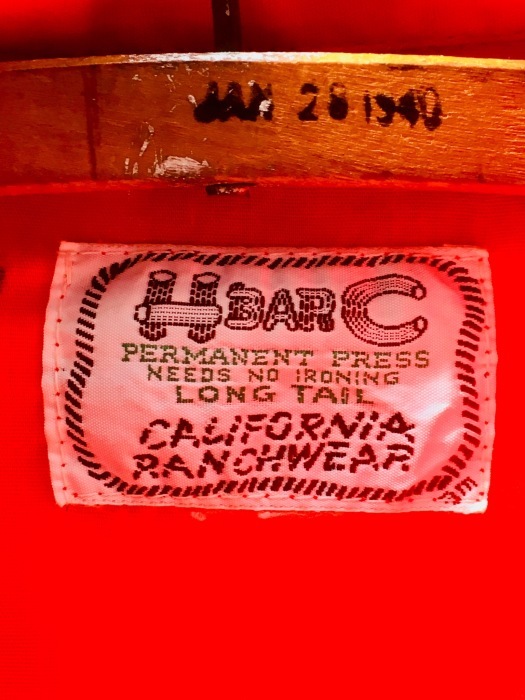 JAN 28 1940
H BAR C
PERMANENT PRESS
NEEDS NO IRONING
LONG TAIL
CALIFORNIA
RANCHWEAR